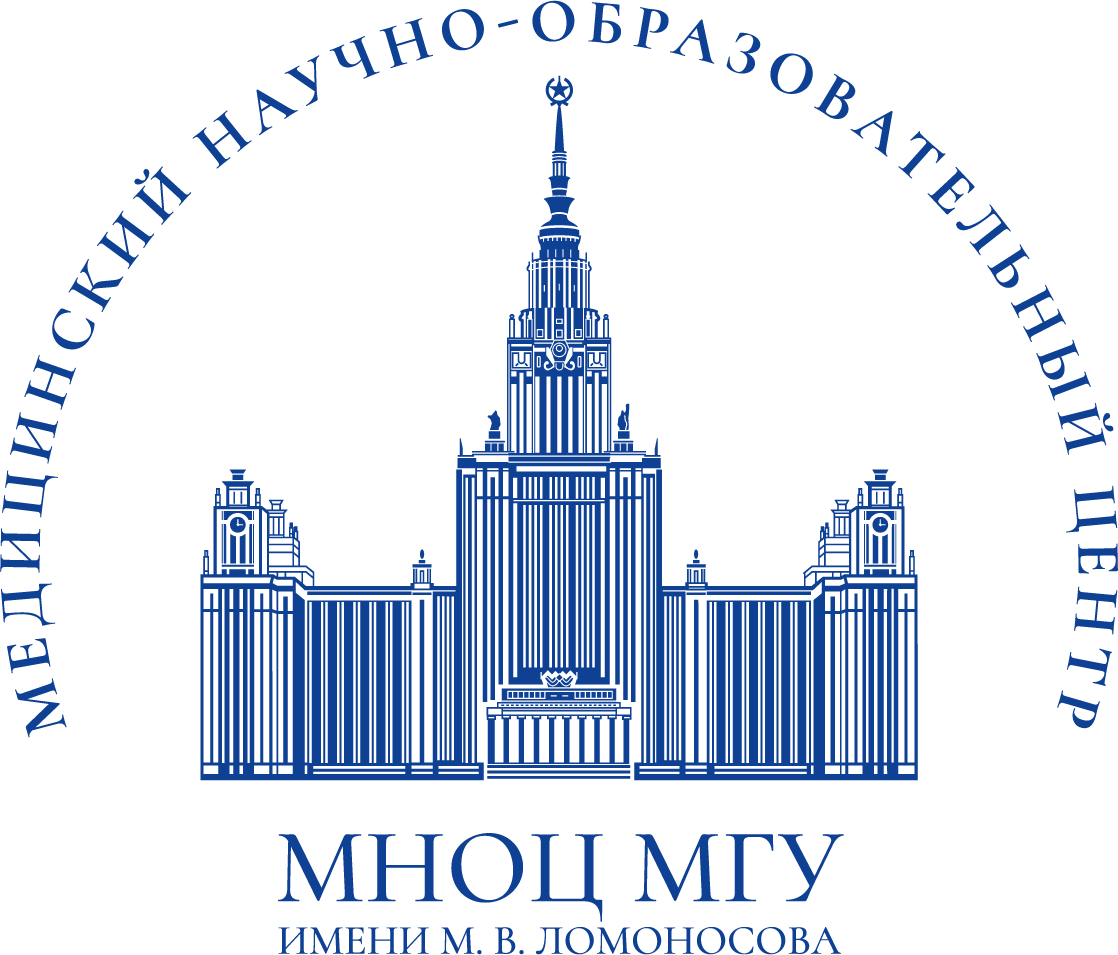 МЕДИЦИНСКИЙ НАУЧНО-ОБРАЗОВАТЕЛЬНЫЙ ЦЕНТР
МНОЦ МГУ
ИМЕНИ М. В. ЛОМОНОСОВА